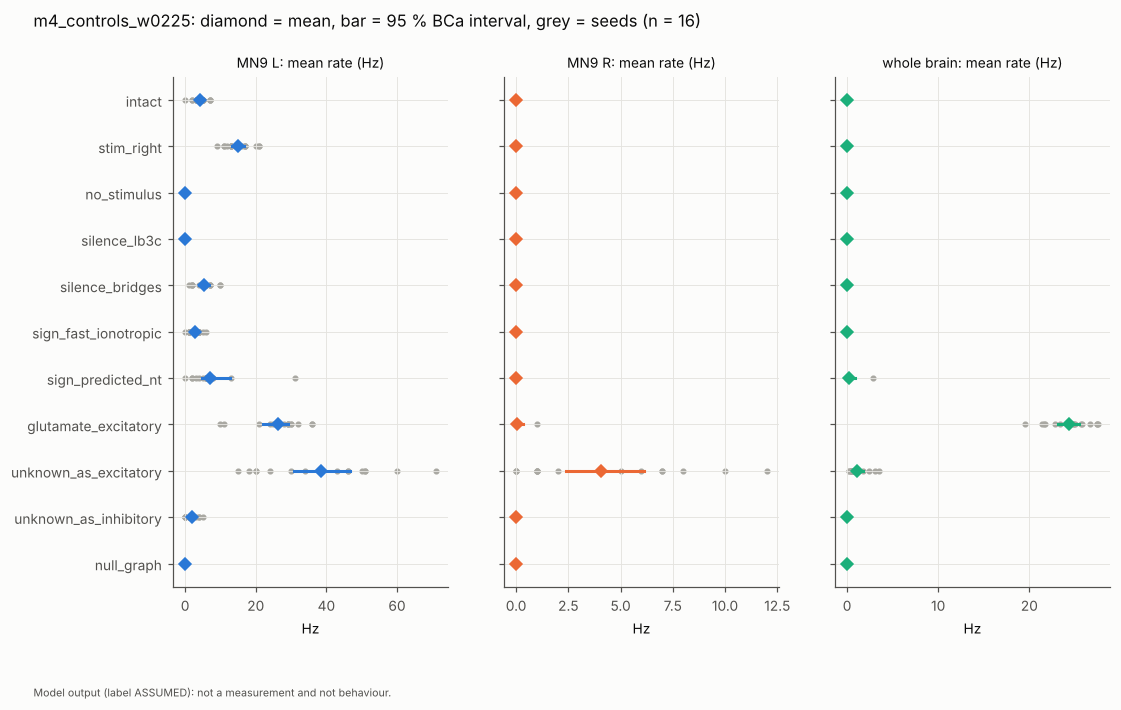 m4_controls_w0225: diamond = mean, bar = 95 % BCa interval, grey = seeds (n = 16)
MN9 L: mean rate (Hz)
MN9 R: mean rate (Hz)
whole brain: mean rate (Hz)
intact
stim_right
no_stimulus
silence_lb3c
silence_bridges
sign_fast_ionotropic
sign_predicted_nt
glutamate_excitatory
unknown_as_excitatory
unknown_as_inhibitory
null_graph
0 20 40 60
0.0 2.5 5.0 7.5 10.0 12.5
0 10 20
Hz
Hz
Hz
Model output (label ASSUMED): not a measurement and not behaviour.